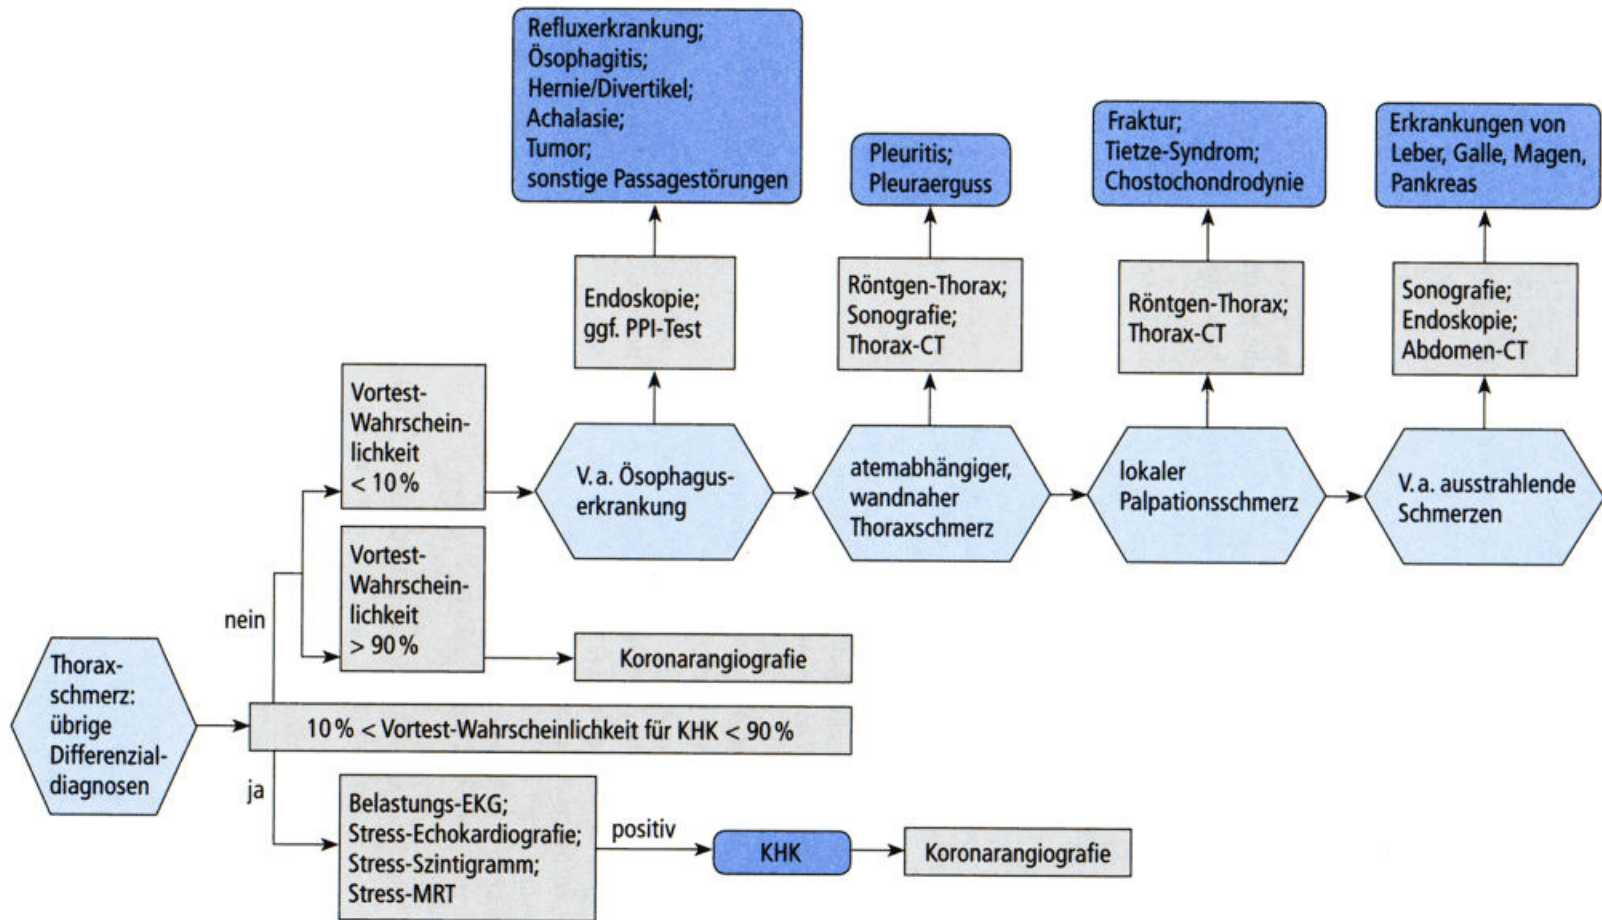 Refluxerkrankung;
Ösophagitis;
Hernie/Divertikel;
Achalasie;
Tumor;
sonstige Passagestörungen
Pleuritis;
Pleuraerguss
Fraktur;
Tietze-Syndrom;
Chostochondrodynie
Erkrankungen von
Leber, Galle, Magen,
Pankreas
Endoskopie;
ggf. PPI-Test
Röntgen-Thorax;
Sonografie;
Thorax-CT
Röntgen-Thorax;
Thorax-CT
Sonografie;
Endoskopie;
Abdomen-CT
Vortest-
Wahrschein-
lichkeit
< 10 %
V. a. Ösophagus-
erkrankung
atemabhängiger,
wandnaher
Thoraxschmerz
lokaler
Palpationsschmerz
V. a. ausstrahlende
Schmerzen
Vortest-
Wahrschein-
lichkeit
> 90 %
nein
Koronarangiografie
Thorax-
schmerz:
übrige
Differenzial-
diagnosen
10 % < Vortest-Wahrscheinlichkeit für KHK < 90 %
ja
Belastungs-EKG;
Stress-Echokardiografie;
Stress-Szintigramm;
Stress-MRT
positiv
KHK
Koronarangiografie